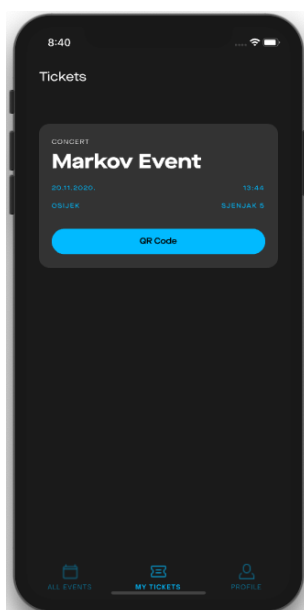 8:40
Tickets
CONCERT
Markov Event
20.11.2020. 13:44
OSIJEK SJENJAK 5
QR Code
ALL EVENTS MY TICKETS PROFILE